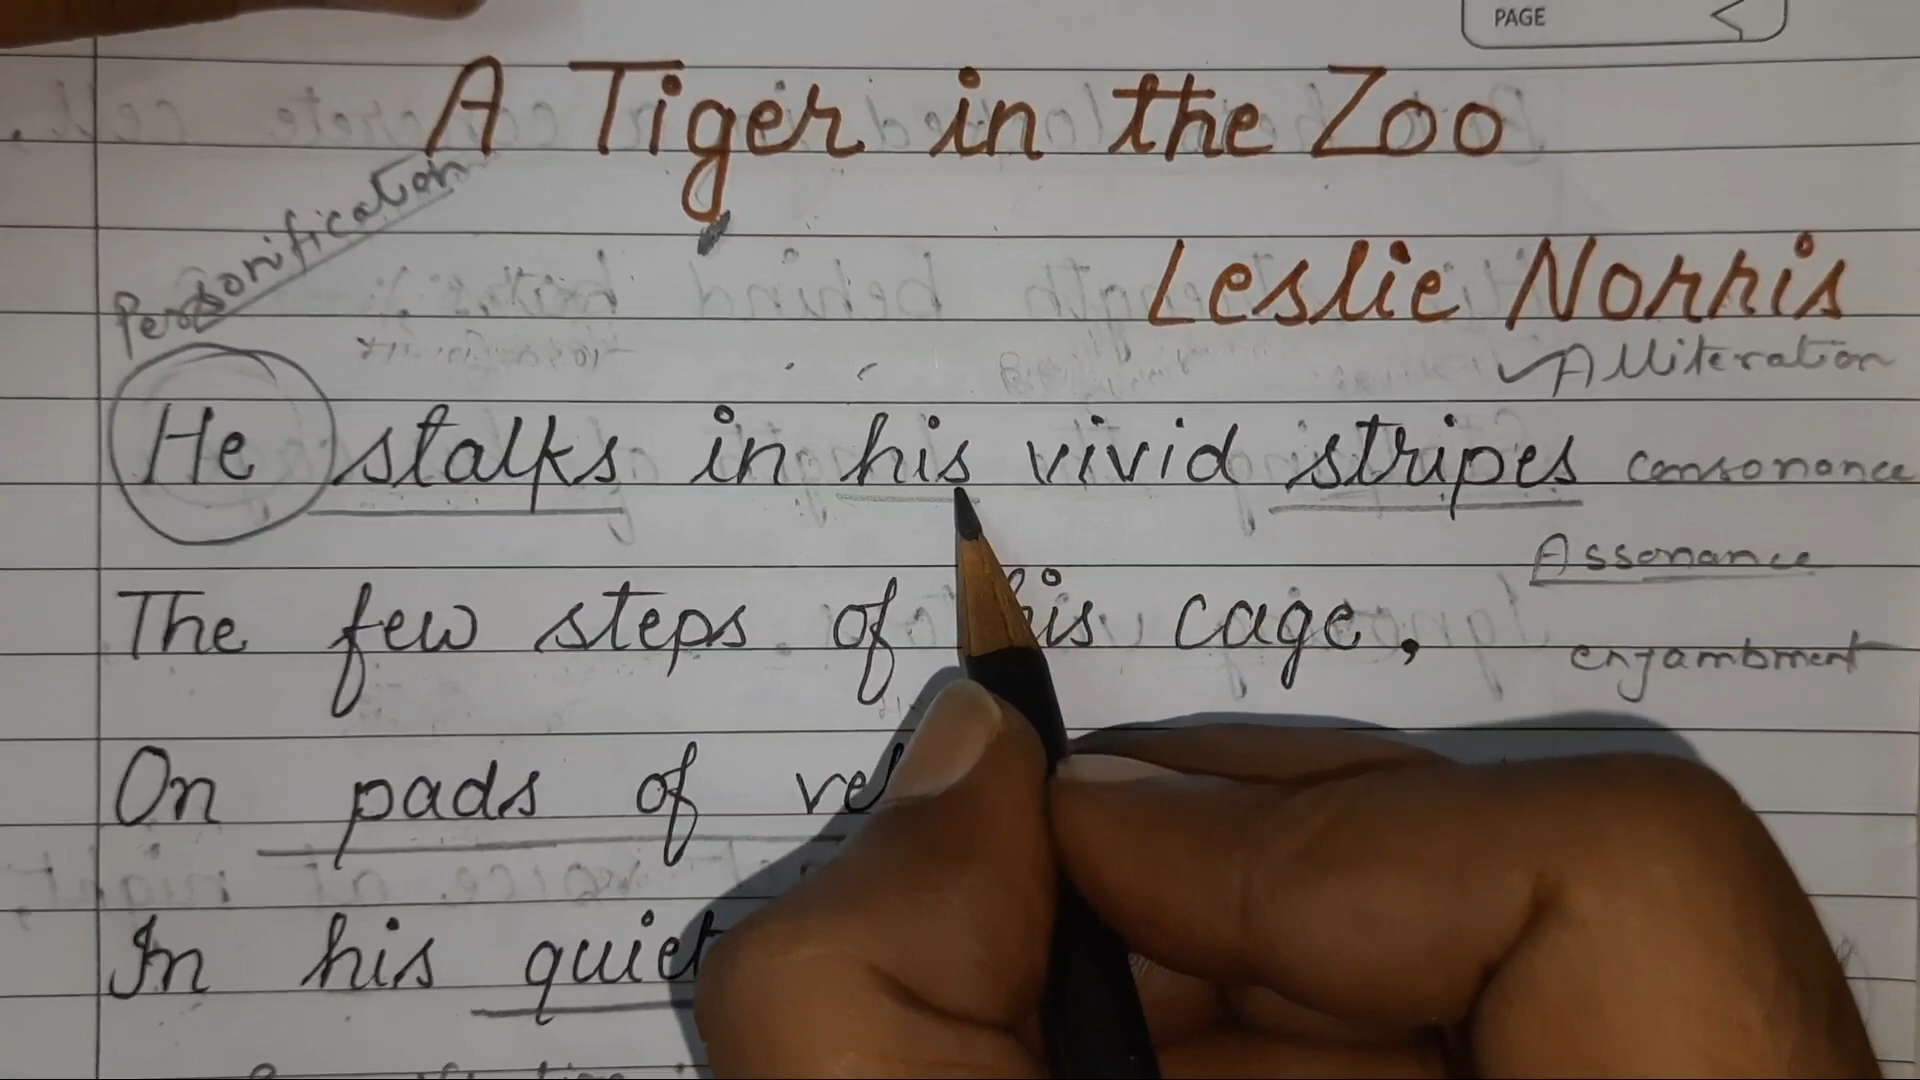 PAGE
A Tiger in the Zoo
Personification
Leslie Norris
Alliteration
He stalks in his vivid stripes consonance
Assonance
The few steps of his cage,
enjambment
On pads of vel
In his quiet